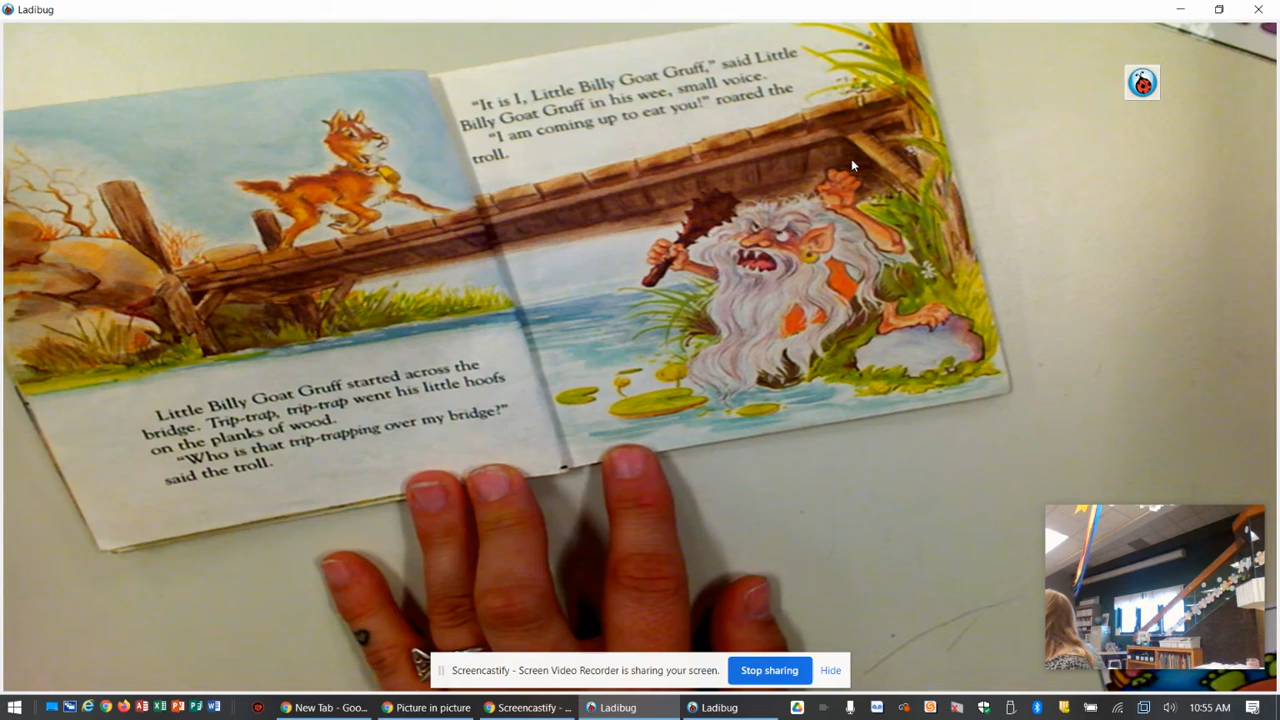 Ladibug
"It is I, Little Billy Goat Gruff," said Little
Billy Goat Gruff in his wee, small voice.
"I am coming up to eat you!" roared the
troll.
Little Billy Goat Gruff started across the
bridge. Trip-trap, trip-trap went his little hoofs
on the planks of wood.
"Who is that trip-trapping over my bridge?"
said the troll.
Screencastify - Screen Video Recorder is sharing your screen.
Stop sharing
Hide
New Tab - Goo...
Picture in picture
Screencastify - ...
Ladibug
Ladibug
10:55 AM